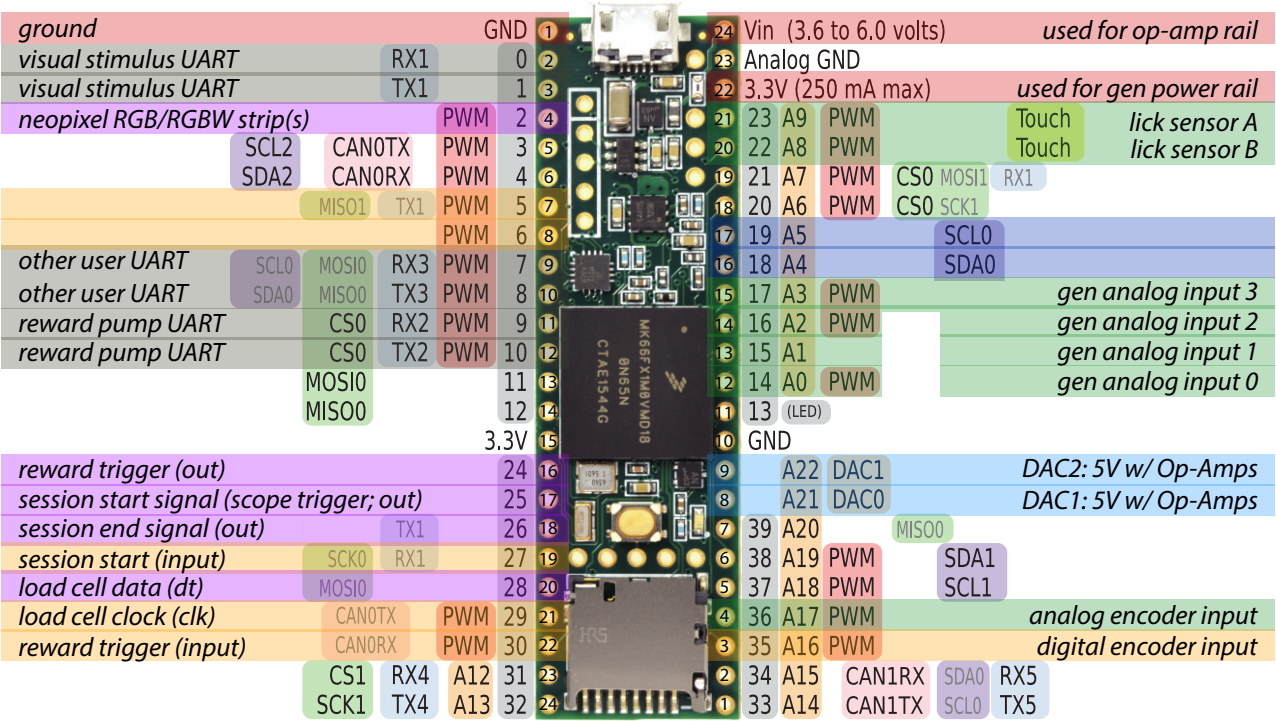 ground GND 1 24 Vin (3.6 to 6.0 volts) used for op-amp rail
visual stimulus UART RX1 0 2 23 Analog GND
visual stimulus UART TX1 1 3 22 3.3V (250 mA max) used for gen power rail
neopixel RGB/RGBW strip(s) PWM 2 4 21 23 A9 PWM Touch lick sensor A
SCL2 CAN0TX PWM 3 5 20 22 A8 PWM Touch lick sensor B
SDA2 CAN0RX PWM 4 6 19 21 A7 PWM CS0 MOSI1 RX1
MISO1 TX1 PWM 5 7 18 20 A6 PWM CS0 SCK1
PWM 6 8 17 19 A5 SCL0
other user UART SCL0 MOSI0 RX3 PWM 7 9 16 18 A4 SDA0
other user UART SDA0 MISO0 TX3 PWM 8 10 15 17 A3 PWM gen analog input 3
reward pump UART CS0 RX2 PWM 9 11 14 16 A2 PWM gen analog input 2
reward pump UART CS0 TX2 PWM 10 12 13 15 A1 gen analog input 1
MOSI0 11 13 12 14 A0 PWM gen analog input 0
MISO0 12 14 11 13 (LED)
3.3V 15 10 GND
MK66FX1M0VMD18
0N65N
CTAE1544G
reward trigger (out) 24 16 9 A22 DAC1 DAC2: 5V w/ Op-Amps
session start signal (scope trigger; out) 25 17 8 A21 DAC0 DAC1: 5V w/ Op-Amps
session end signal (out) TX1 26 18 7 39 A20 MISO0
session start (input) SCK0 RX1 27 19 6 38 A19 PWM SDA1
load cell data (dt) MOSI0 28 20 5 37 A18 PWM SCL1
load cell clock (clk) CAN0TX PWM 29 21 4 36 A17 PWM analog encoder input
reward trigger (input) CAN0RX PWM 30 22 3 35 A16 PWM digital encoder input
CS1 RX4 A12 31 23 2 34 A15 CAN1RX SDA0 RX5
SCK1 TX4 A13 32 24 1 33 A14 CAN1TX SCL0 TX5